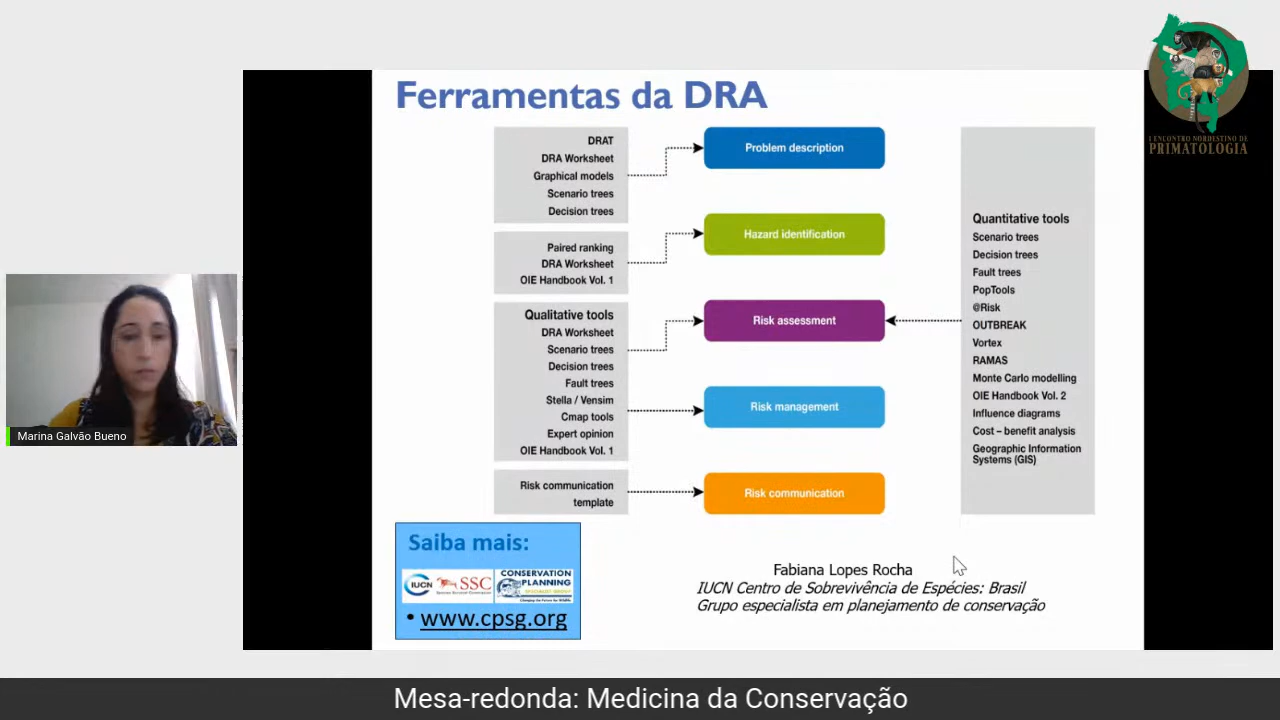 Ferramentas da DRA
DRAT
DRA Worksheet
Graphical models
Scenario trees
Decision trees
Paired ranking
DRA Worksheet
OIE Handbook Vol. 1
Qualitative tools
DRA Worksheet
Scenario trees
Decision trees
Fault trees
Stella / Vensim
Cmap tools
Expert opinion
OIE Handbook Vol. 1
Risk communication
template
Problem description
Hazard identification
Risk assessment
Risk management
Risk communication
Quantitative tools
Scenario trees
Decision trees
Fault trees
PopTools
@Risk
OUTBREAK
Vortex
RAMAS
Monte Carlo modelling
OIE Handbook Vol. 2
Influence diagrams
Cost – benefit analysis
Geographic Information
Systems (GIS)
I ENCONTRO NORDESTINO DE
PRIMATOLOGIA
Marina Galvão Bueno
Saiba mais:
IUCN SSC
CONSERVATION
PLANNING
SPECIALIST GROUP
• www.cpsg.org
Fabiana Lopes Rocha
IUCN Centro de Sobrevivência de Espécies: Brasil
Grupo especialista em planejamento de conservação
Mesa-redonda: Medicina da Conservação